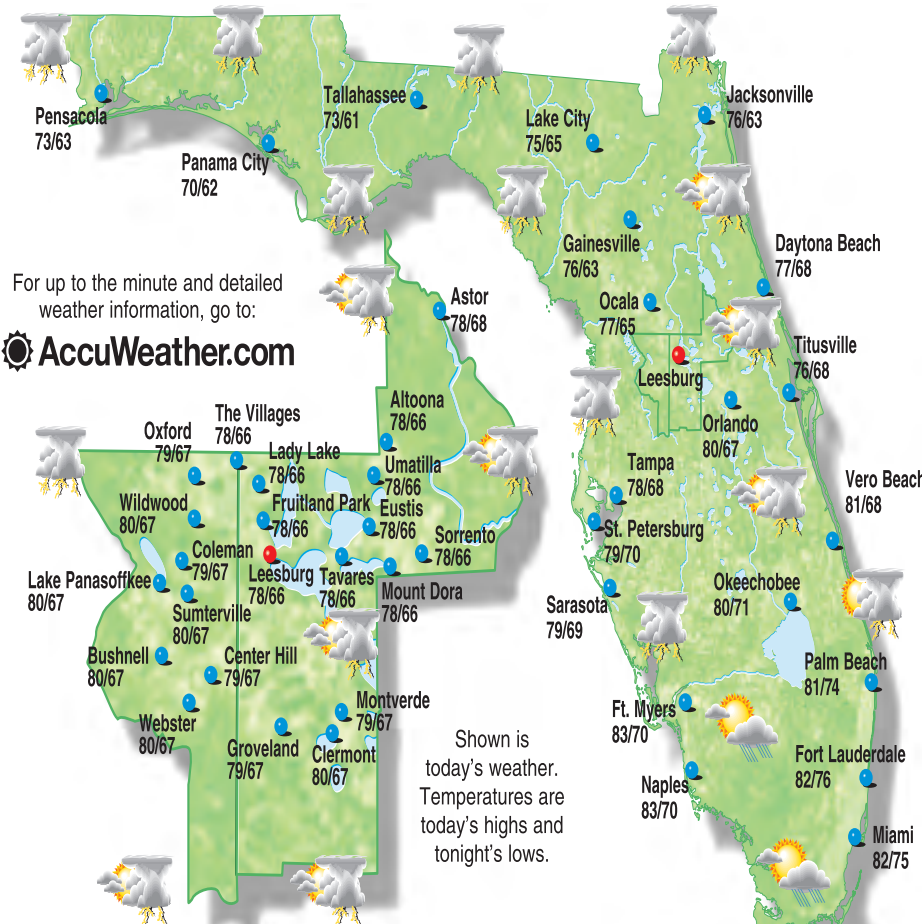 Pensacola
73/63
Panama City
70/62
Tallahassee
73/61
Lake City
75/65
Jacksonville
76/63
Gainesville
76/63
Daytona Beach
77/68
Ocala
77/65
Titusville
76/68
Leesburg
Orlando
80/67
Tampa
78/68
St. Petersburg
79/70
Vero Beach
81/68
Sarasota
79/69
Okeechobee
80/71
Palm Beach
81/74
Ft. Myers
83/70
Fort Lauderdale
82/76
Naples
83/70
Miami
82/75
For up to the minute and detailed
weather information, go to:
AccuWeather.com
Astor
78/68
Altoona
78/66
The Villages
78/66
Oxford
79/67
Lady Lake
78/66
Umatilla
78/66
Wildwood
80/67
Fruitland Park
78/66
Eustis
78/66
Sorrento
78/66
Coleman
79/67
Leesburg
78/66
Tavares
78/66
Mount Dora
78/66
Lake Panasoffkee
80/67
Sumterville
80/67
Bushnell
80/67
Center Hill
79/67
Webster
80/67
Groveland
79/67
Montverde
79/67
Clermont
80/67
Shown is
today's weather.
Temperatures are
today's highs and
tonight's lows.